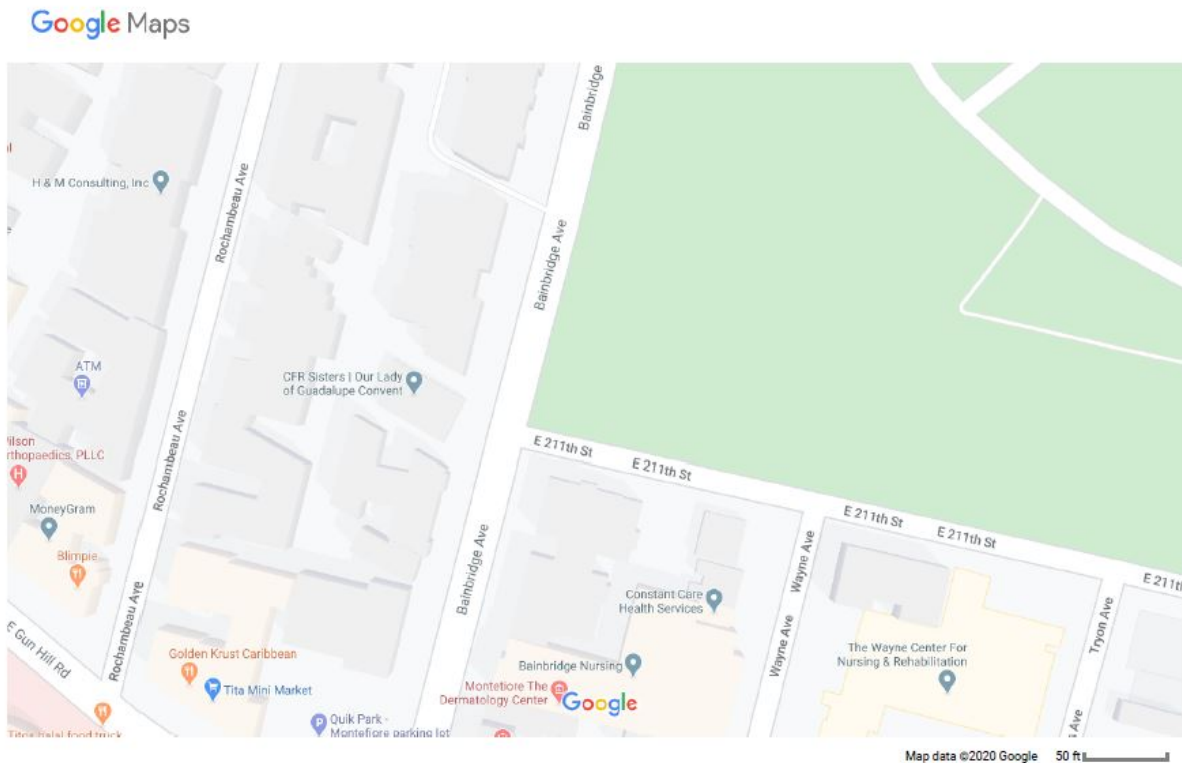 Google Maps
Bainbridge
H & M Consulting, Inc
Rochambeau Ave
Bainbridge Ave
ATM
CFR Sisters | Our Lady
of Guadalupe Convent
Rochambeau Ave
E 211th St
E 211th St
ilson
rthopaedics, PLLC
MoneyGram
E 211th St
E 211th St
Blimpie
Bainbridge Ave
Wayne Ave
E 211t
Constant Care
Health Services
Rochambeau Ave
Tryon Ave
E Gun Hill Rd
Golden Krust Caribbean
Wayne Ave
The Wayne Center For
Nursing & Rehabilitation
Bainbridge Nursing
Tita Mini Market
Montefiore The
Dermatology Center
Google
Quik Park -
Montefiore parking lot
Ave
Map data ©2020 Google
50 ft